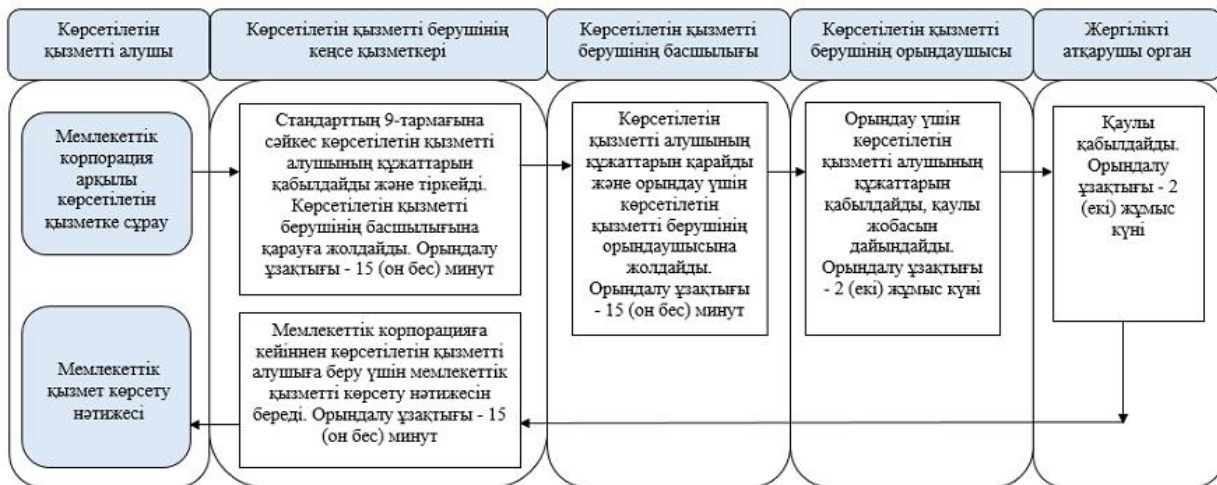 Көрсетілетін
қызметті алушы
Көрсетілетін қызметті берушінің
кеңсе қызметкері
Көрсетілетін қызметті
берушінің басшылығы
Көрсетілетін қызметті
берушінің орындаушысы
Жергілікті
атқарушы орган
Мемлекеттік
корпорация
арқылы
көрсетілетін
қызметке сұрау
Стандарттың 9-тармағына
сәйкес көрсетілетін қызметті
алушының құжаттарын
қабылдайды және тіркейді.
Көрсетілетін қызметті
берушінің басшылығына
қарауға жолдайды. Орындалу
ұзақтығы - 15 (он бес) минут
Көрсетілетін
қызметті алушының
құжаттарын қарайды
және орындау үшін
көрсетілетін
қызметті берушінің
орындаушысына
жолдайды.
Орындалу ұзақтығы
- 15 (он бес) минут
Орындау үшін
көрсетілетін
қызметті алушының
құжаттарын
қабылдайды, қаулы
жобасын
дайындайды.
Орындалу ұзақтығы
- 2 (екі) жұмыс күні
Қаулы
қабылдайды.
Орындалу
ұзақтығы - 2
(екі) жұмыс
күні
Мемлекеттік
қызмет көрсету
нәтижесі
Мемлекеттік корпорацияға
кейіннен көрсетілетін қызметті
алушыға беру үшін мемлекеттік
қызметті көрсету нәтижесін
береді. Орындалу ұзақтығы - 15
(он бес) минут